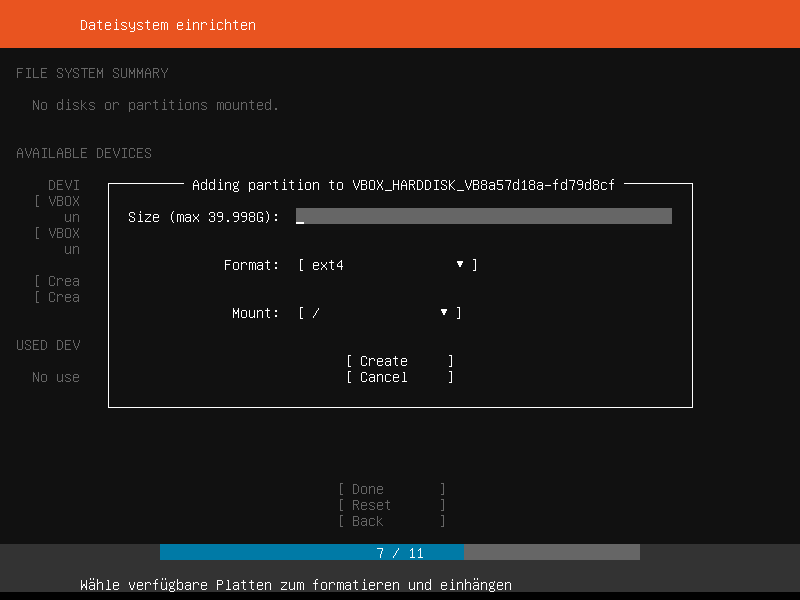 Dateisystem einrichten
FILE SYSTEM SUMMARY
No disks or partitions mounted.
AVAILABLE DEVICES
DEVI
Adding partition to VBOX_HARDDISK_VB8a57d18a-fd79d8cf
[ VBOX
Size (max 39.998G): _
un
[ VBOX
un
Format: [ ext4 ▾ ]
[ Crea
[ Crea
Mount: [ / ▾ ]
USED DEV
[ Create ]
No use
[ Cancel ]
[ Done ]
[ Reset ]
[ Back ]
7 / 11
Wähle verfügbare Platten zum formatieren und einhängen